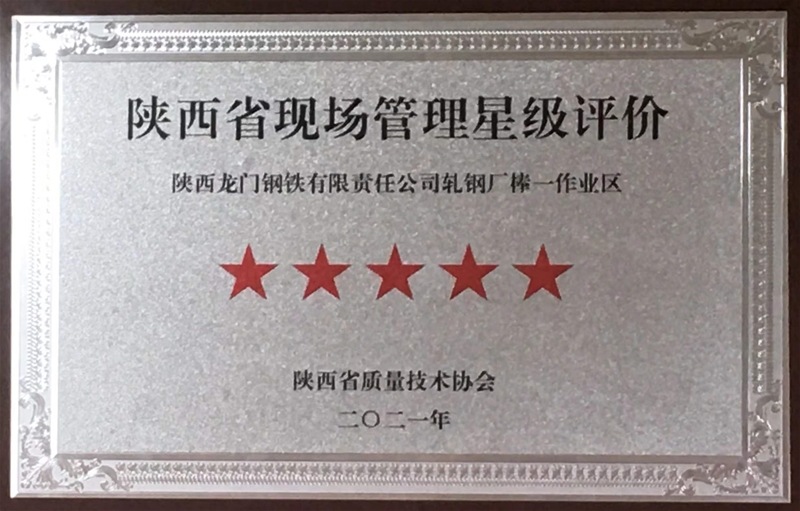 陕西省现场管理星级评价
陕西龙门钢铁有限责任公司轧钢厂棒一作业区
陕西省质量技术协会
二〇二一年